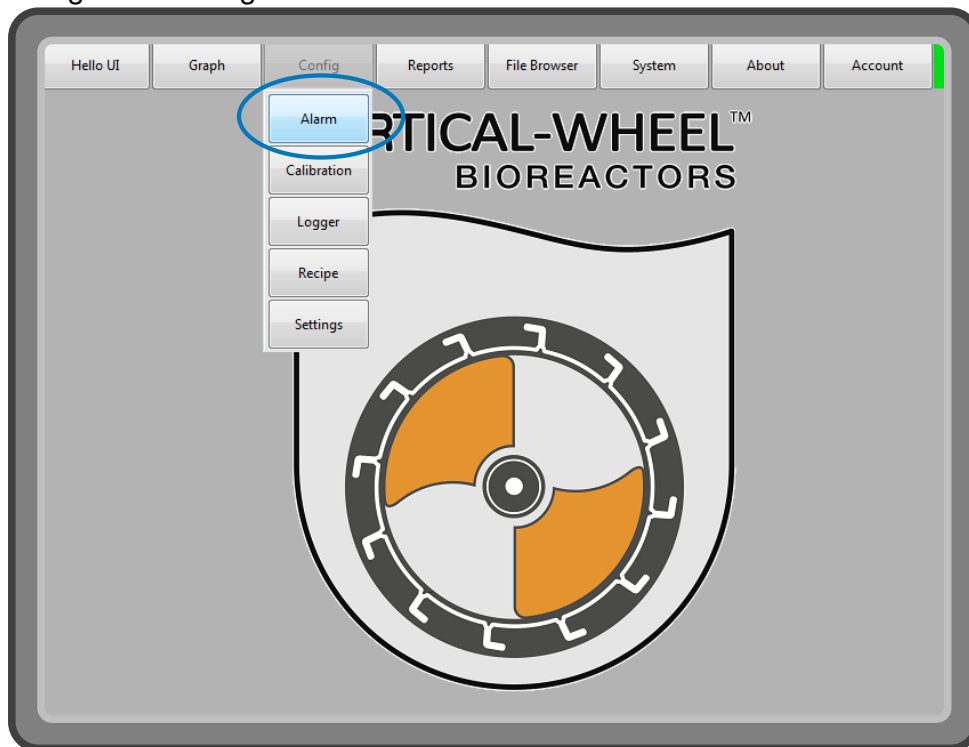 Hello UI Graph Config Reports File Browser System About Account
Alarm
RTICAL-WHEEL™
Calibration
BIOREACTORS
Logger
Recipe
Settings